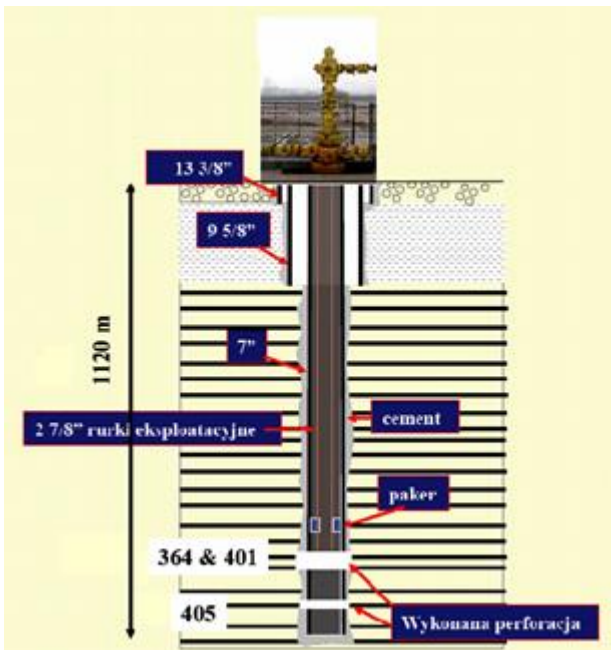 13 3/8”
9 5/8”
1120 m
7”
2 7/8” rurki eksploatacyjne
cement
paker
364 & 401
405
Wykonana perforacja